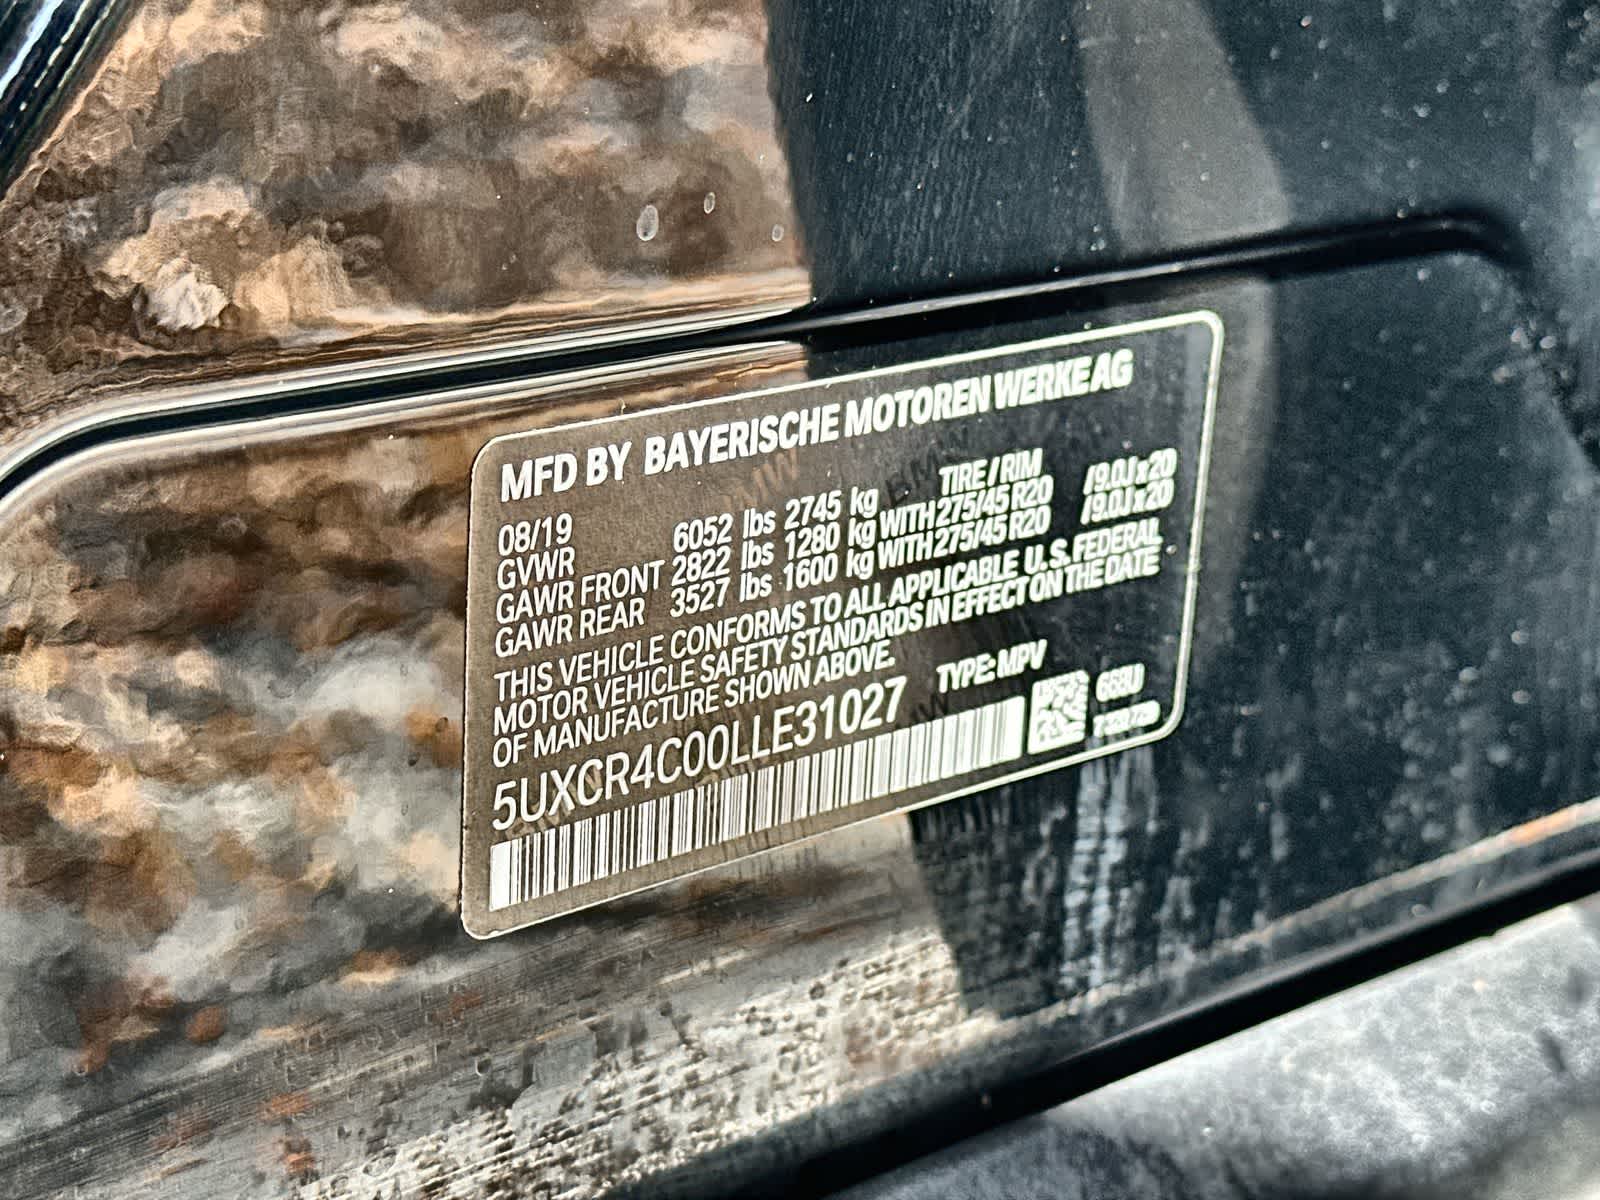 MFD BY BAYERISCHE MOTOREN WERKE AG
08/19 TIRE / RIM
GVWR 6052 lbs 2745 kg
GAWR FRONT 2822 lbs 1280 kg WITH 275/45 R20 /9.0J x 20
GAWR REAR 3527 lbs 1600 kg WITH 275/45 R20 /9.0J x 20
THIS VEHICLE CONFORMS TO ALL APPLICABLE U.S. FEDERAL
MOTOR VEHICLE SAFETY STANDARDS IN EFFECT ON THE DATE
OF MANUFACTURE SHOWN ABOVE.
5UXCR4C00LLE31027 TYPE: MPV
668U